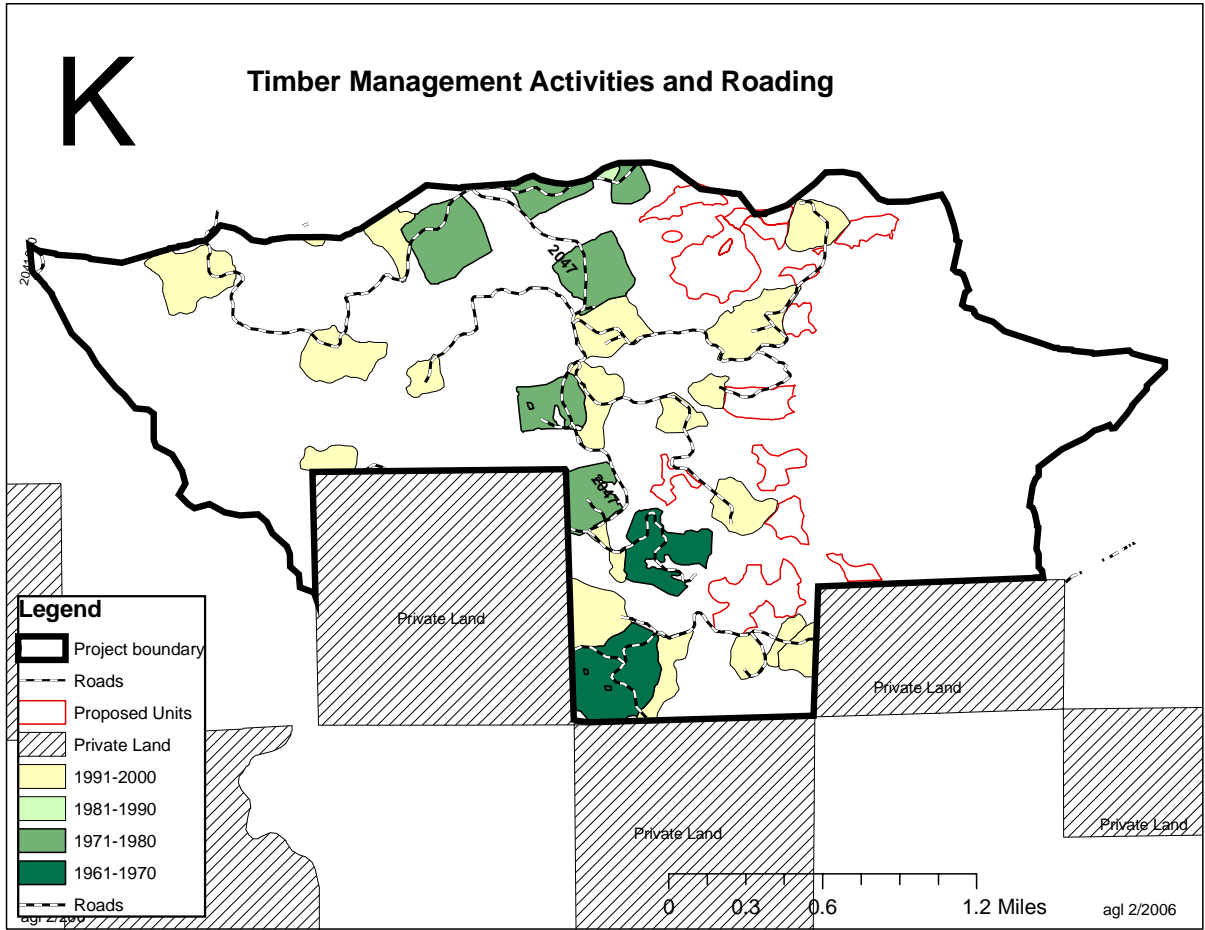 K
Timber Management Activities and Roading
2047
2047
Private Land
Private Land
Private Land
Private Land
Legend
Project boundary
Roads
Proposed Units
Private Land
1991-2000
1981-1990
1971-1980
1961-1970
Roads
0 0.3 0.6 1.2 Miles
agl 2/2006